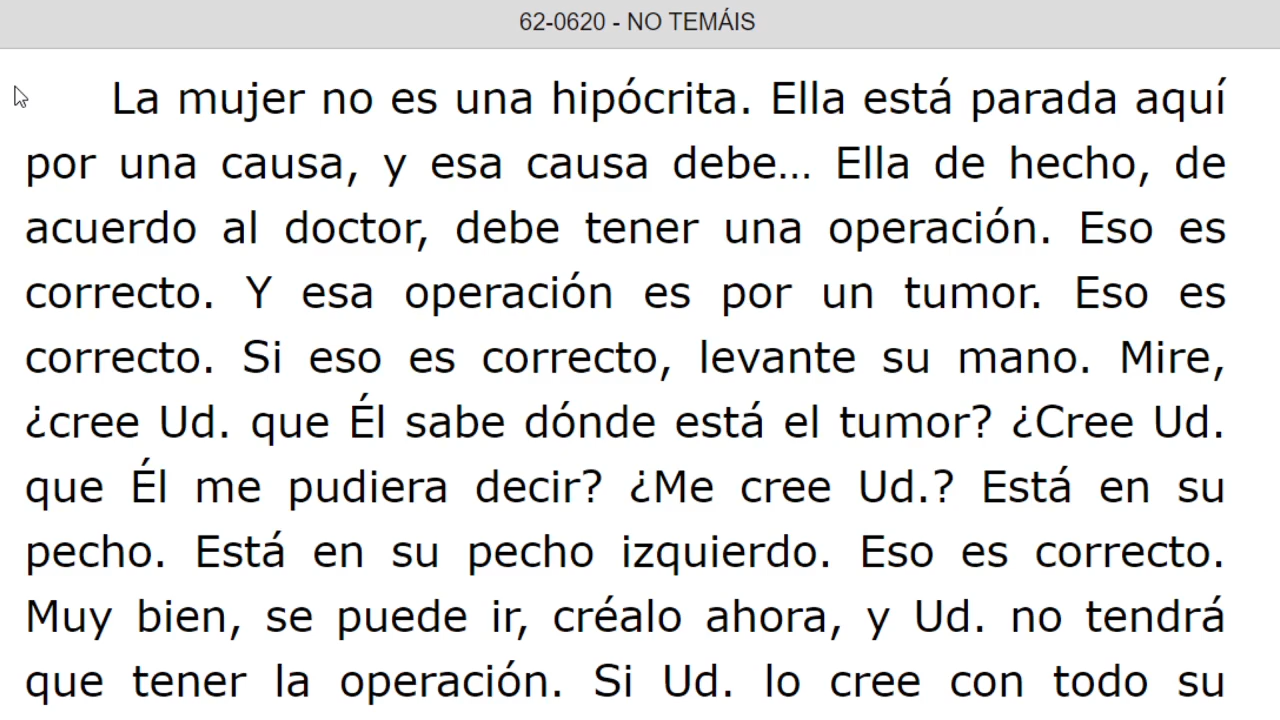 62-0620 - NO TEMÁIS
La mujer no es una hipócrita. Ella está parada aquí
por una causa, y esa causa debe... Ella de hecho, de
acuerdo al doctor, debe tener una operación. Eso es
correcto. Y esa operación es por un tumor. Eso es
correcto. Si eso es correcto, levante su mano. Mire,
¿cree Ud. que Él sabe dónde está el tumor? ¿Cree Ud.
que Él me pudiera decir? ¿Me cree Ud.? Está en su
pecho. Está en su pecho izquierdo. Eso es correcto.
Muy bien, se puede ir, créalo ahora, y Ud. no tendrá
que tener la operación. Si Ud. lo cree con todo su